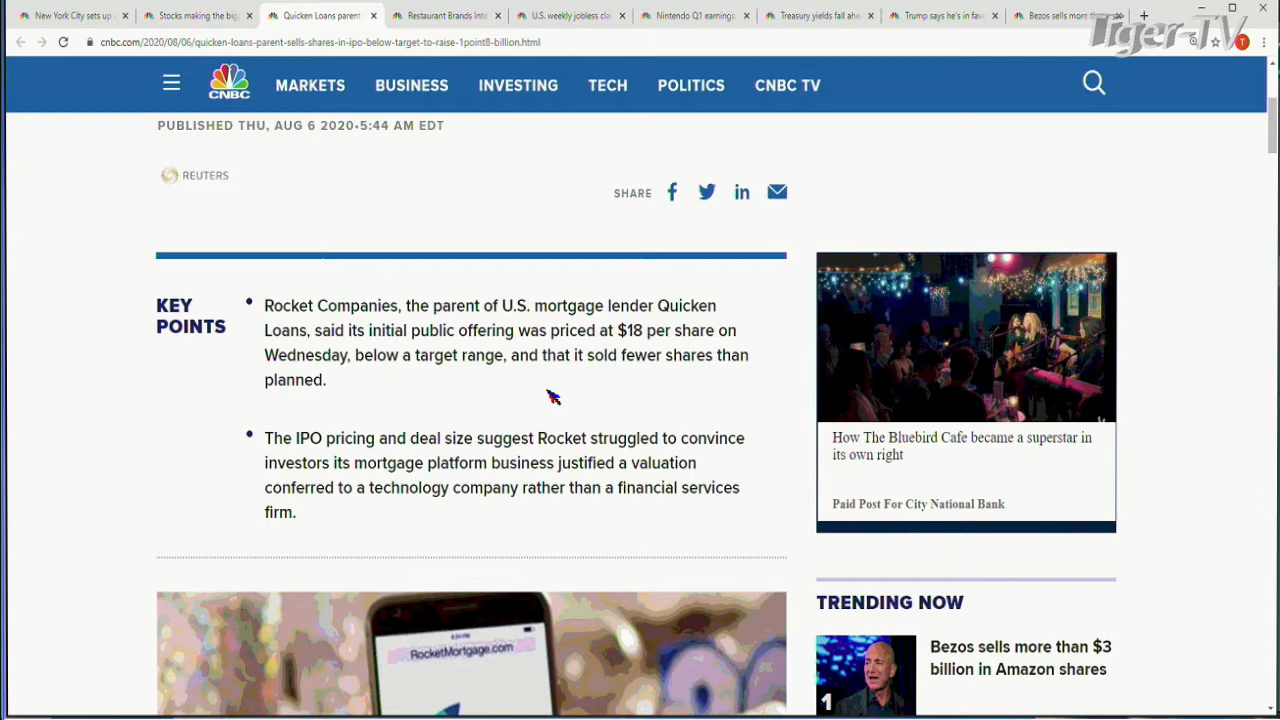 New York City sets up
Stocks making the big
Quicken Loans parent
Restaurant Brands Inte
U.S. weekly jobless clai
Nintendo Q1 earnings
Treasury yields fall ahe
Trump says he's in fav
Bezos sells more
Tiger-TV
cnbc.com/2020/08/06/quicken-loans-parent-sells-shares-in-ipo-below-target-to-raise-1point8-billion.html
T
CNBC
MARKETS
BUSINESS
INVESTING
TECH
POLITICS
CNBC TV
PUBLISHED THU, AUG 6 2020•5:44 AM EDT
REUTERS
SHARE
KEY
POINTS
• Rocket Companies, the parent of U.S. mortgage lender Quicken
Loans, said its initial public offering was priced at $18 per share on
Wednesday, below a target range, and that it sold fewer shares than
planned.
• The IPO pricing and deal size suggest Rocket struggled to convince
investors its mortgage platform business justified a valuation
conferred to a technology company rather than a financial services
firm.
How The Bluebird Cafe became a superstar in
its own right
Paid Post For City National Bank
TRENDING NOW
1
Bezos sells more than $3
billion in Amazon shares
RocketMortgage.com